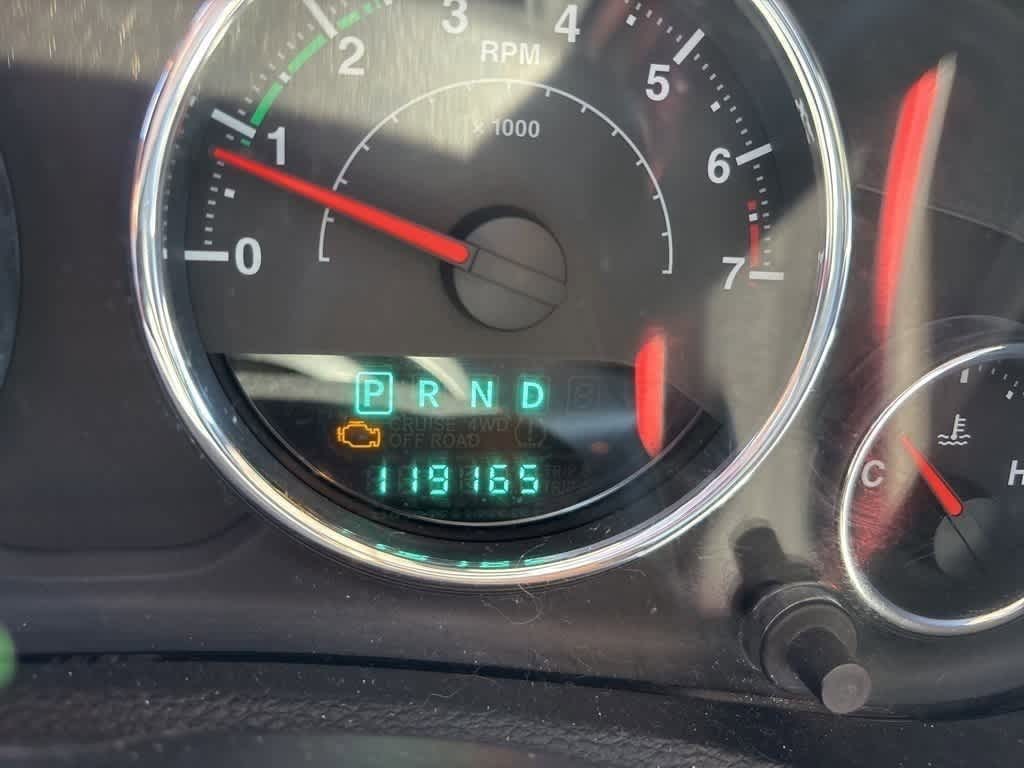 0 1 2 3 4 5 6 7
RPM
x 1000
P R N D
CRUISE 4WD
OFF ROAD
119165
C H